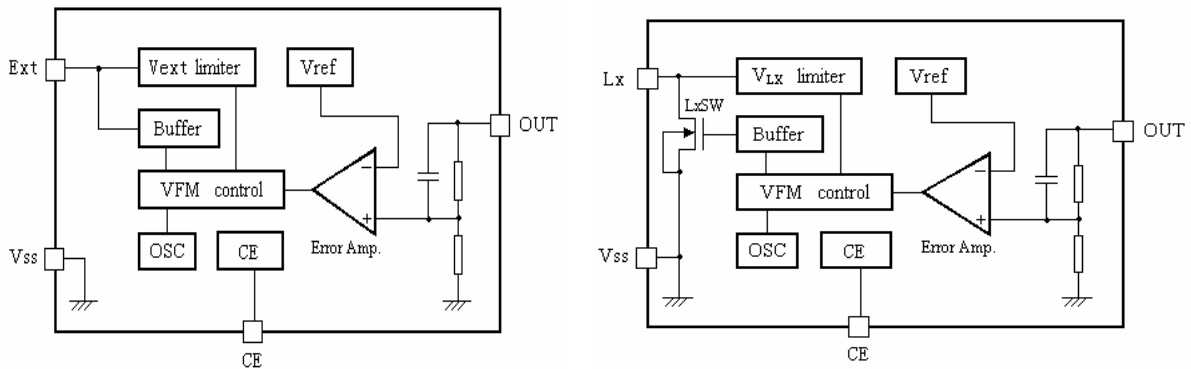 Ext
Vext limiter
Vref
Buffer
OUT
VFM control
−
+
OSC
CE
Error Amp.
Vss
CE
Lx
VLX limiter
Vref
LxSW
Buffer
OUT
VFM control
−
+
OSC
CE
Error Amp.
Vss
CE